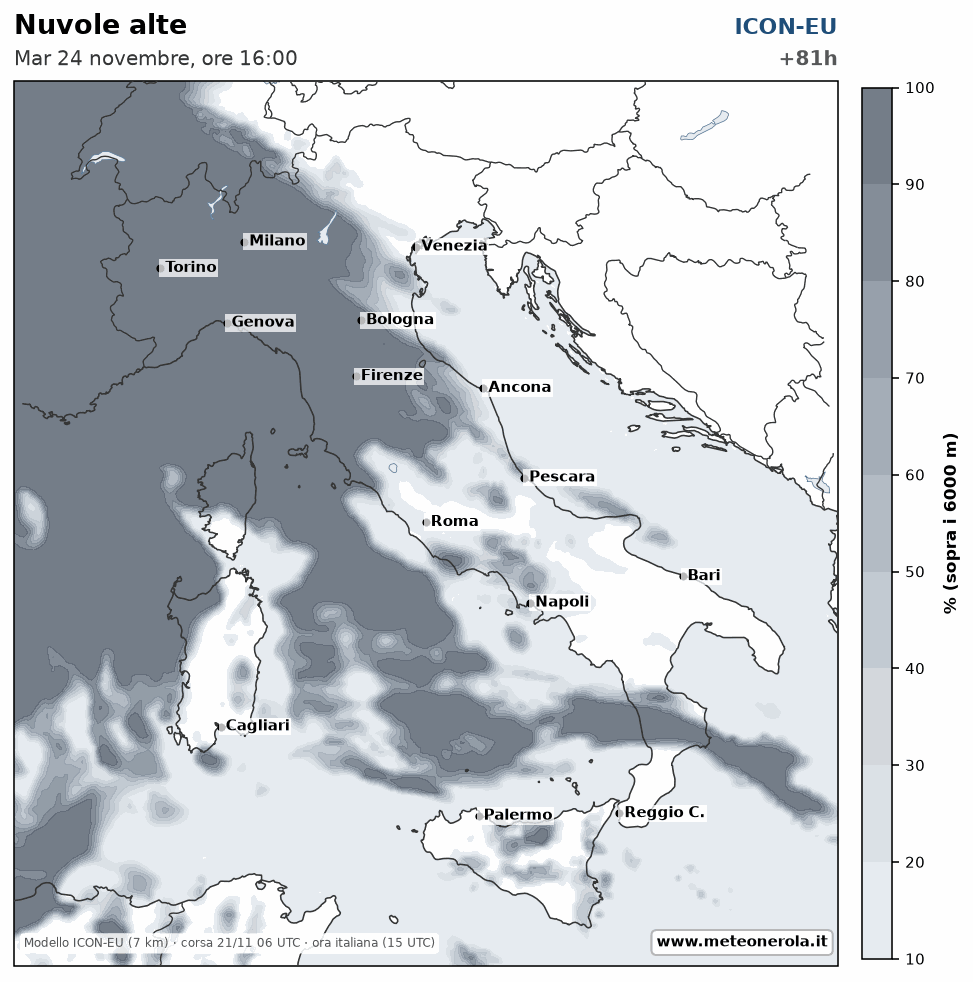 Nuvole alte
ICON-EU
Mar 24 novembre, ore 16:00
+81h
100
90
80
70
60
50
40
30
20
10
% (sopra i 6000 m)
Milano
Venezia
Torino
Genova
Bologna
Firenze
Ancona
Pescara
Roma
Bari
Napoli
Cagliari
Palermo
Reggio C.
Modello ICON-EU (7 km) · corsa 21/11 06 UTC · ora italiana (15 UTC)
www.meteonerola.it